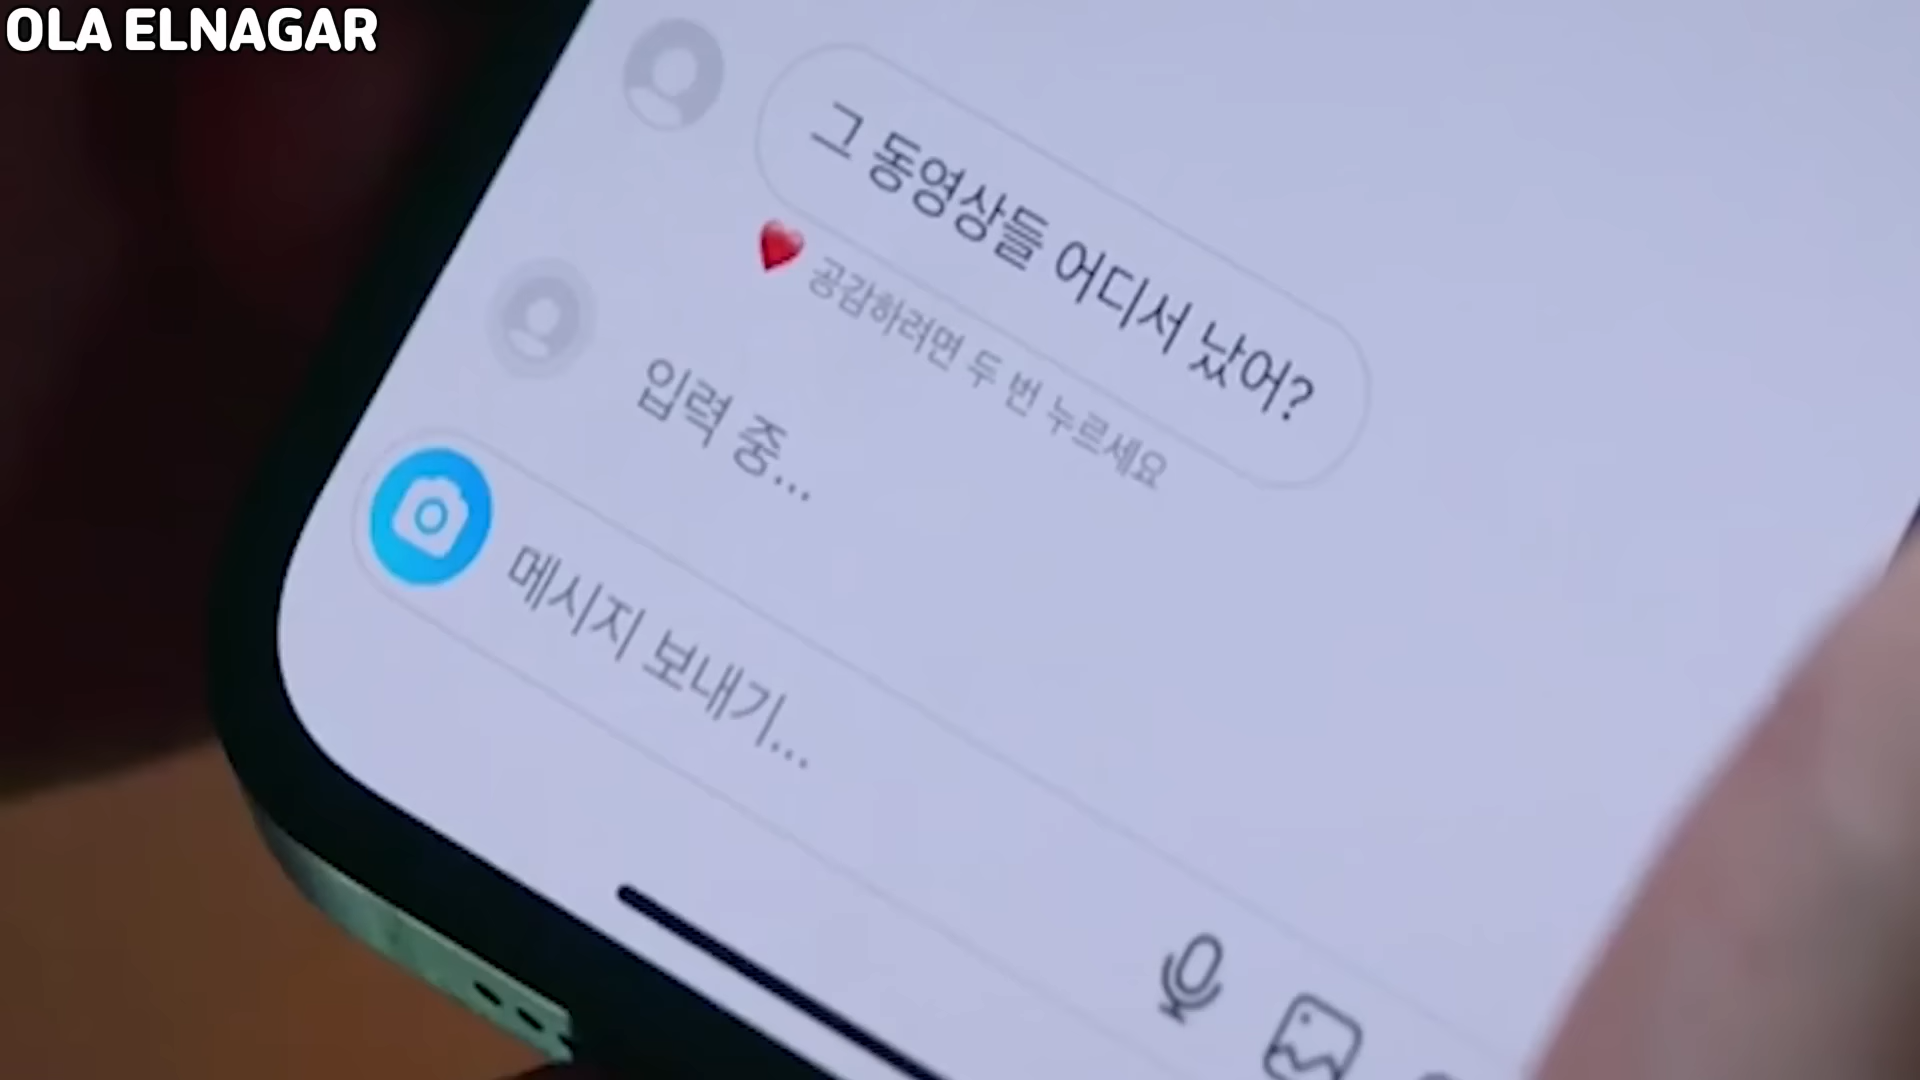 OLA ELNAGAR
그 동영상들 어디서 났어?
공감하려면 두 번 누르세요
입력 중...
메시지 보내기...